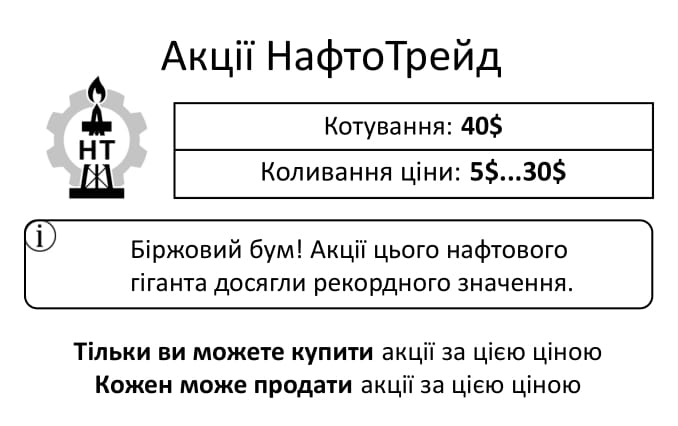 Акції НафтоТрейд
НТ
Котування: 40$
Коливання ціни: 5$...30$
i
Біржовий бум! Акції цього нафтового
гіганта досягли рекордного значення.
Тільки ви можете купити акції за цією ціною
Кожен може продати акції за цією ціною